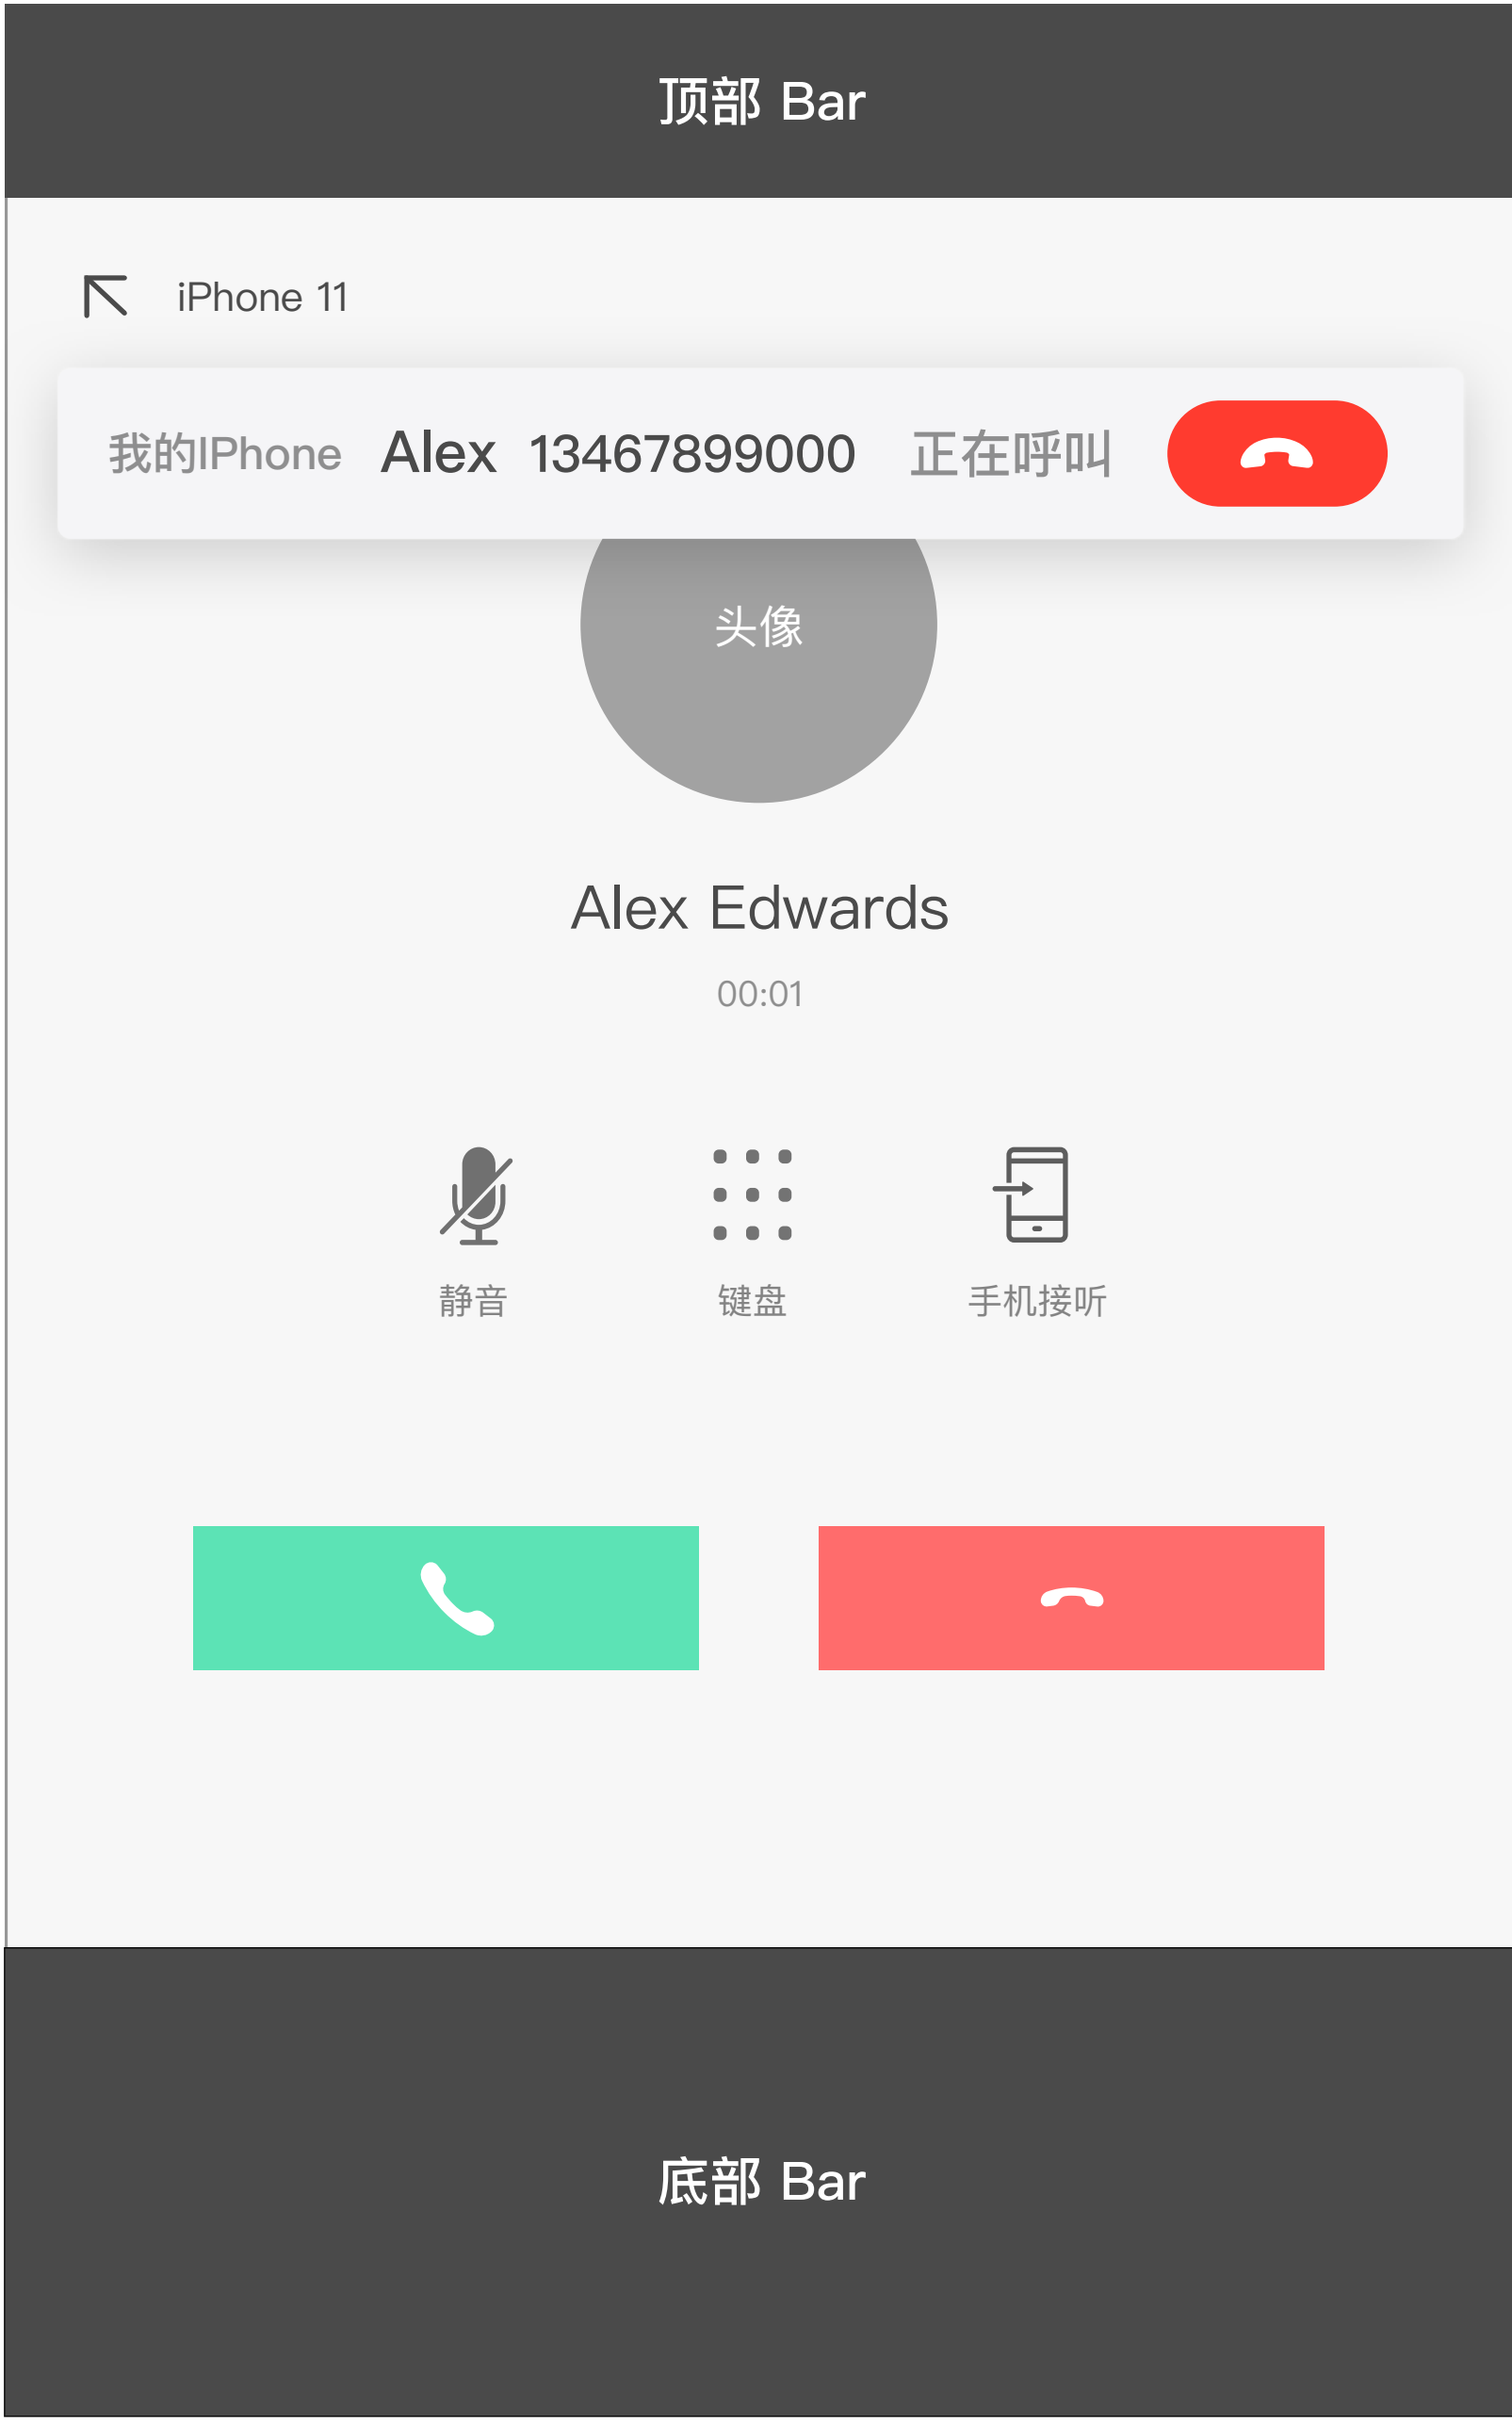 顶部 Bar
iPhone 11
我的IPhone Alex 13467899000 正在呼叫
头像
Alex Edwards
00:01
静音 键盘 手机接听
底部 Bar